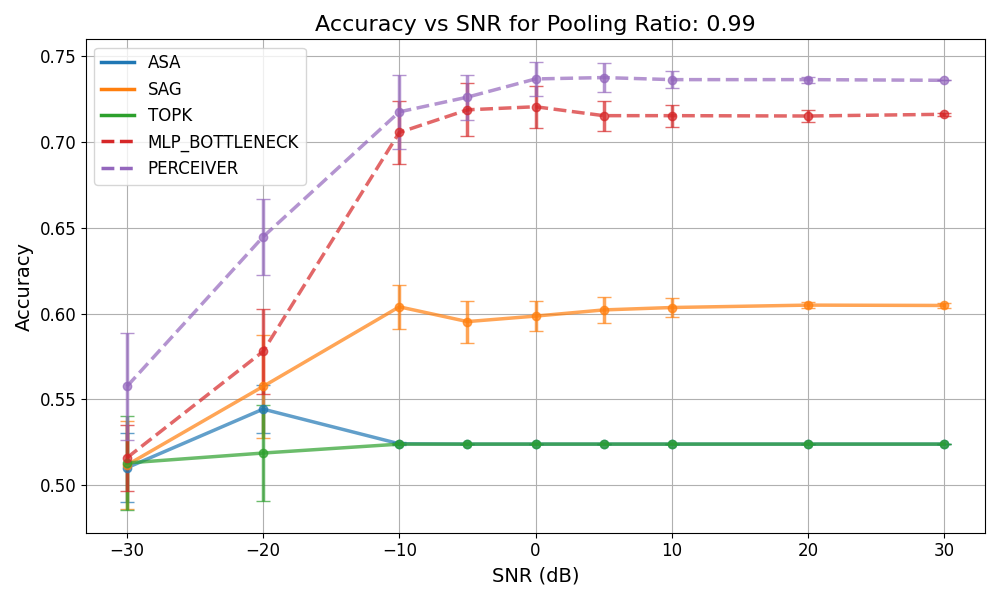 Accuracy vs SNR for Pooling Ratio: 0.99
ASA
SAG
TOPK
MLP_BOTTLENECK
PERCEIVER
0.75
0.70
0.65
0.60
0.55
0.50
Accuracy
−30 −20 −10 0 10 20 30
SNR (dB)